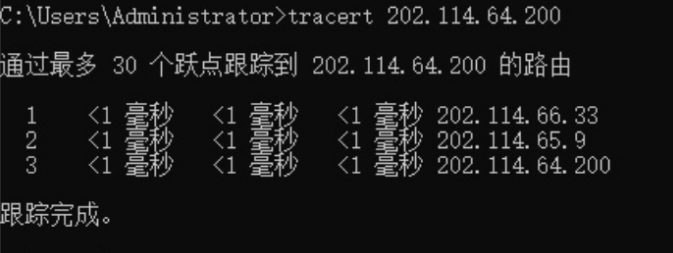 C:\Users\Administrator>tracert 202.114.64.200
通过最多 30 个跃点跟踪到 202.114.64.200 的路由
1 <1 毫秒 <1 毫秒 <1 毫秒 202.114.66.33
2 <1 毫秒 <1 毫秒 <1 毫秒 202.114.65.9
3 <1 毫秒 <1 毫秒 <1 毫秒 202.114.64.200
跟踪完成。